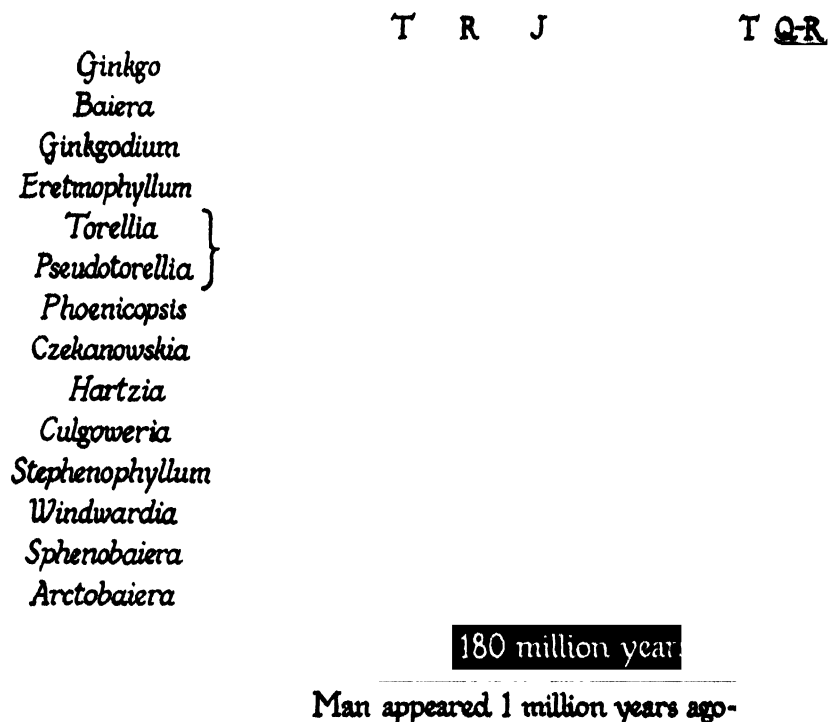 T R J T Q-R
Ginkgo
Baiera
Ginkgodium
Eretmophyllum
Torellia
Pseudotorellia
Phoenicopsis
Czekanowskia
Hartzia
Culgoweria
Stephenophyllum
Windwardia
Sphenobaiera
Arctobaiera
180 million years
Man appeared 1 million years ago-